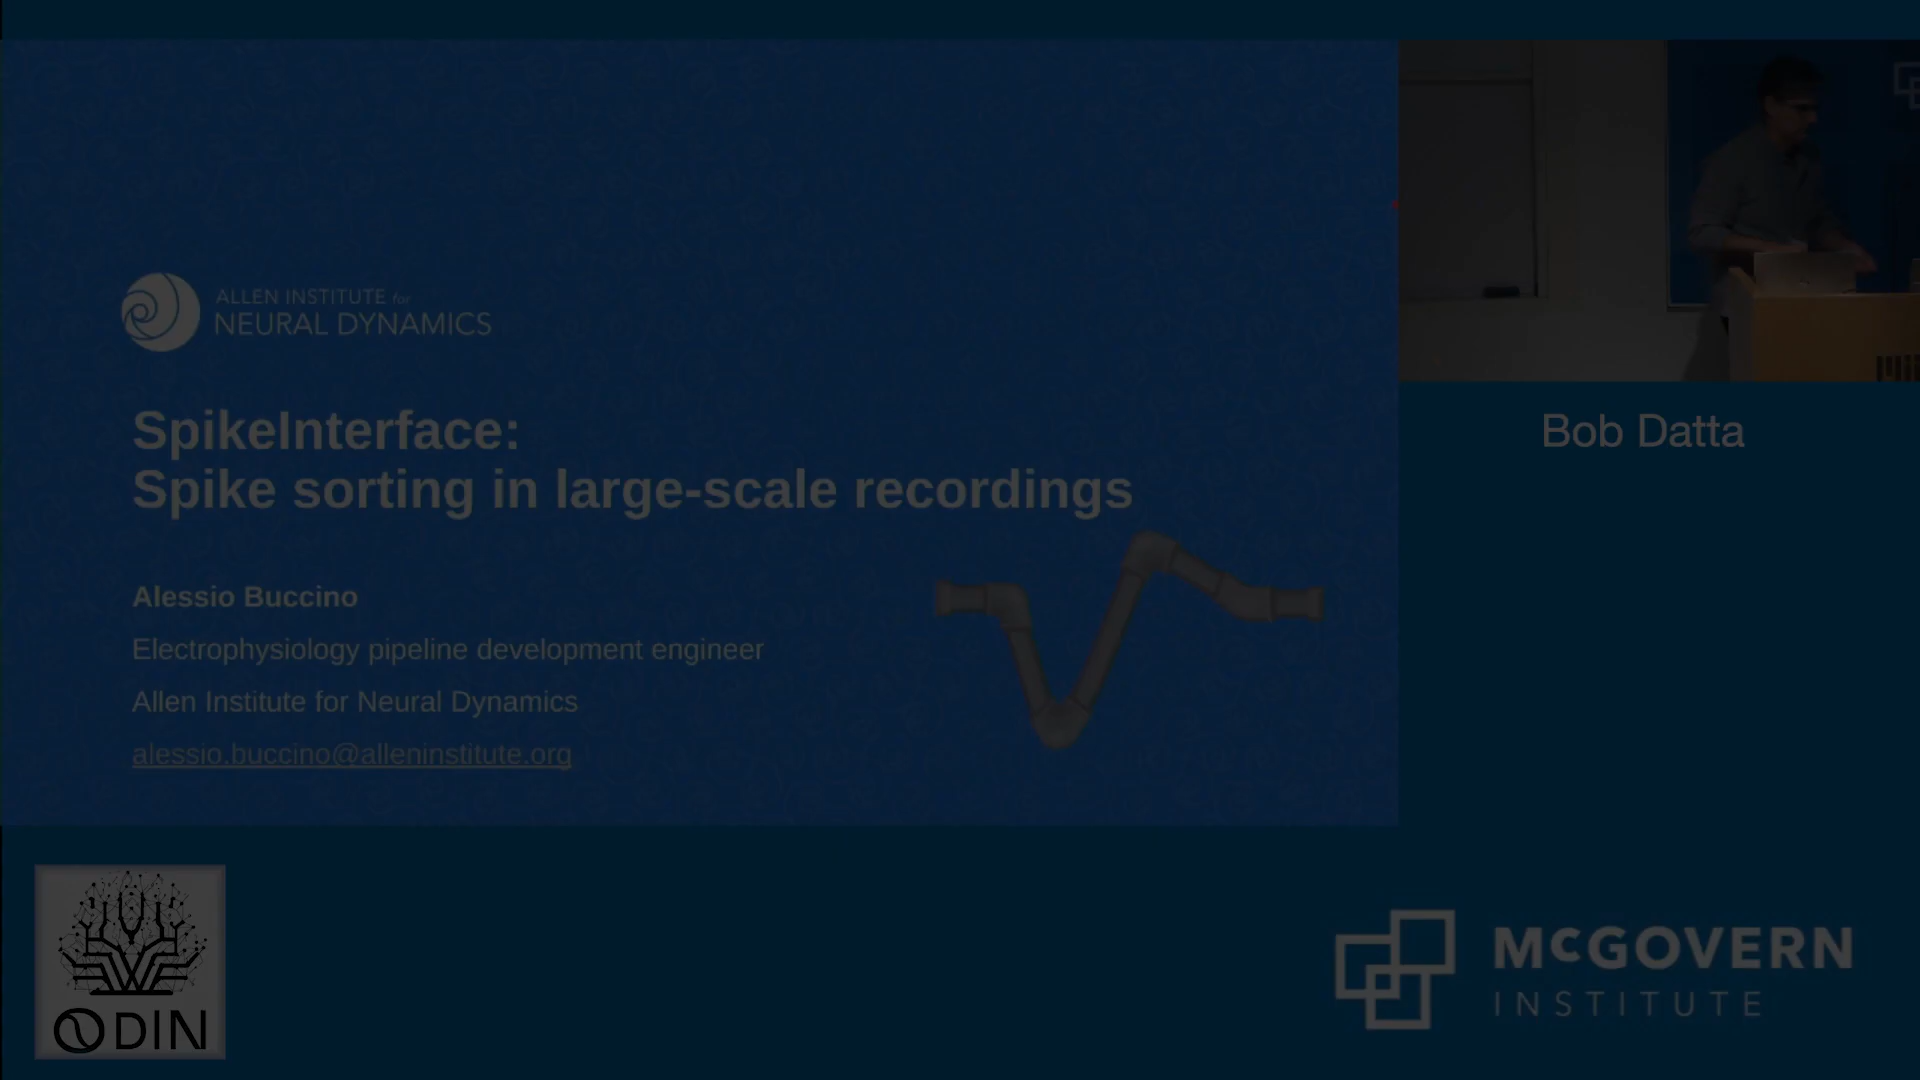 ALLEN INSTITUTE for
NEURAL DYNAMICS
SpikeInterface:
Spike sorting in large-scale recordings
Alessio Buccino
Electrophysiology pipeline development engineer
Allen Institute for Neural Dynamics
alessio.buccino@alleninstitute.org
Bob Datta
ODIN
McGOVERN
INSTITUTE